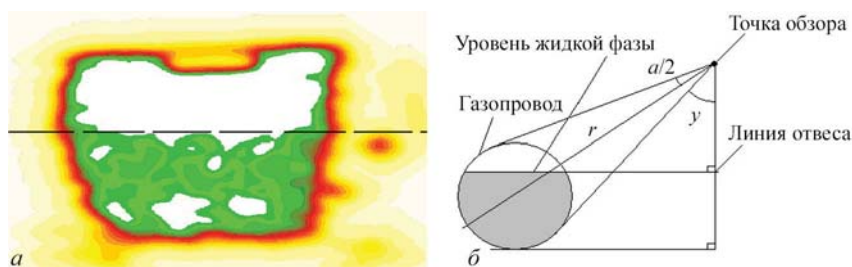 Точка обзора
Уровень жидкой фазы
a/2
Газопровод
y
r
Линия отвеса
а
б